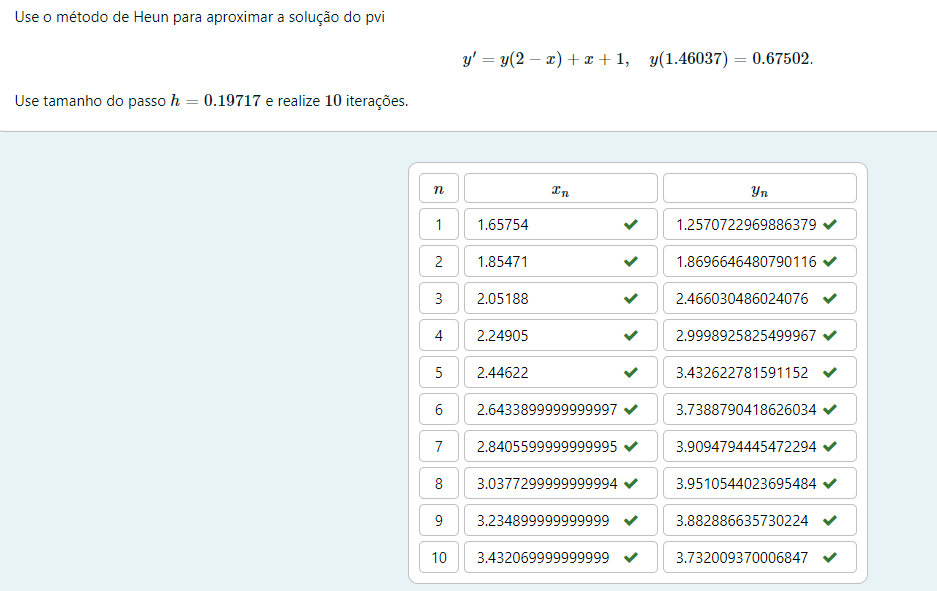 Use o método de Heun para aproximar a solução do pvi
y′ = y(2 − x) + x + 1, y(1.46037) = 0.67502.
Use tamanho do passo h = 0.19717 e realize 10 iterações.
n xₙ yₙ
1 1.65754 ✔ 1.2570722969886379 ✔
2 1.85471 ✔ 1.8696646480790116 ✔
3 2.05188 ✔ 2.466030486024076 ✔
4 2.24905 ✔ 2.9998925825499967 ✔
5 2.44622 ✔ 3.432622781591152 ✔
6 2.6433899999999997 ✔ 3.7388790418626034 ✔
7 2.8405599999999995 ✔ 3.9094794445472294 ✔
8 3.0377299999999994 ✔ 3.9510544023695484 ✔
9 3.234899999999999 ✔ 3.882886635730224 ✔
10 3.432069999999999 ✔ 3.732009370006847 ✔